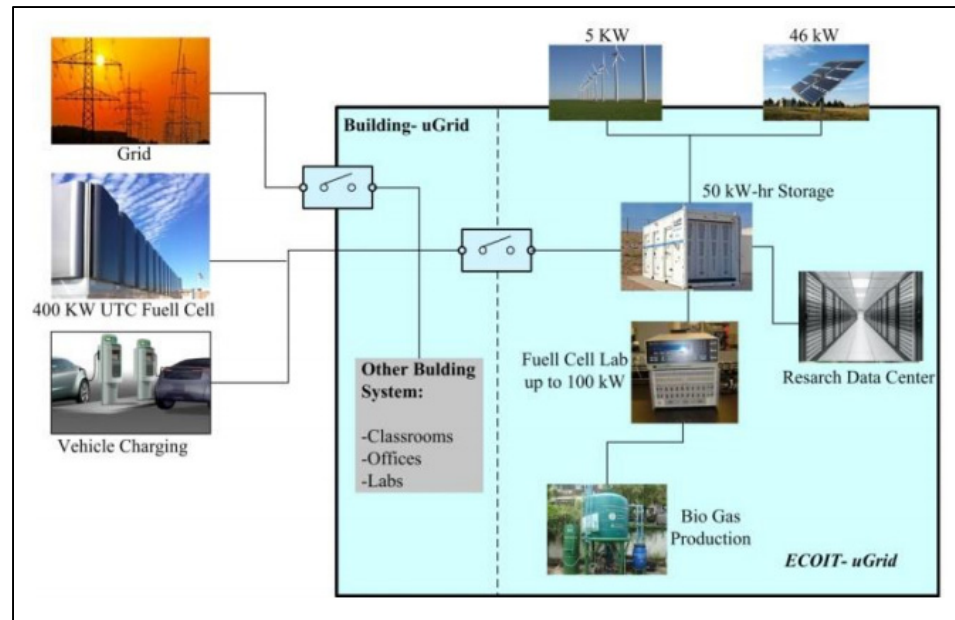 5 KW
46 kW
Building- uGrid
Grid
50 kW-hr Storage
400 KW UTC Fuell Cell
Fuell Cell Lab
up to 100 kW
Resarch Data Center
Other Bulding
System:
-Classrooms
-Offices
-Labs
Vehicle Charging
Bio Gas
Production
ECOIT- uGrid